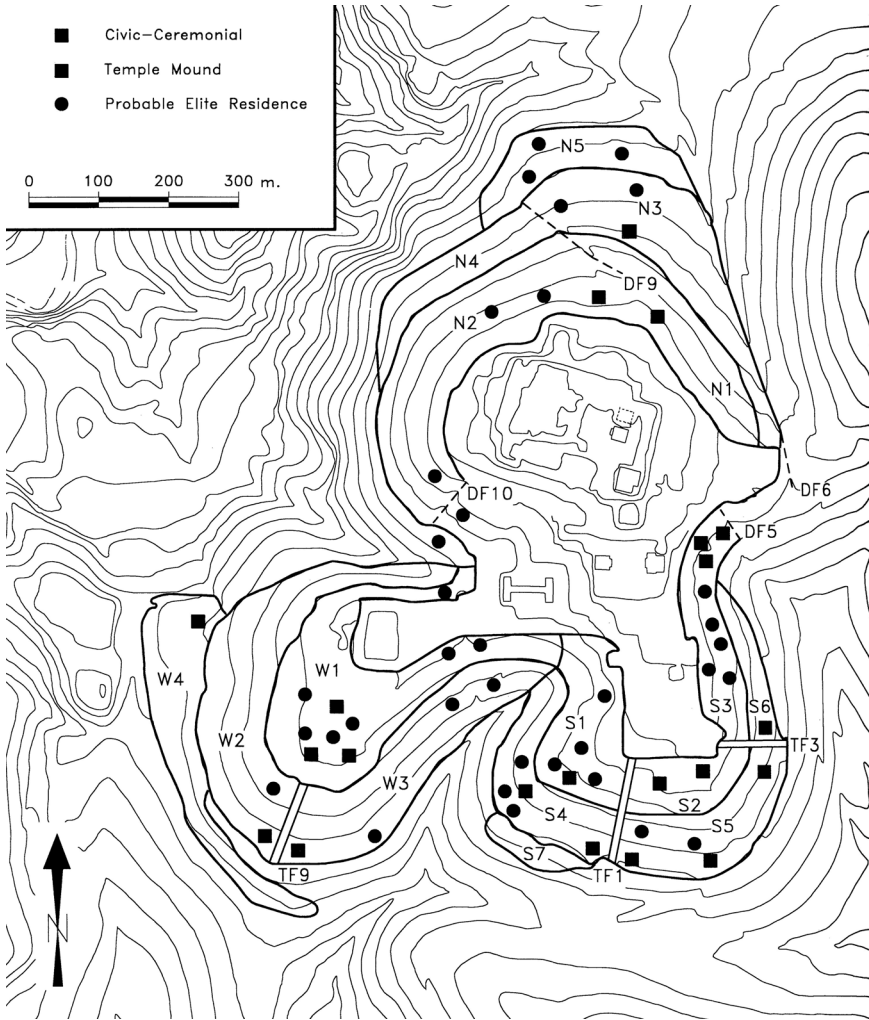 Civic-Ceremonial
Temple Mound
Probable Elite Residence
0 100 200 300 m.
N5
N3
N4
DF9
N2
N1
DF10
DF6
DF5
W4
W1
S3
S6
W2
S1
TF3
W3
S2
S4
S5
S7
TF9
TF1
N